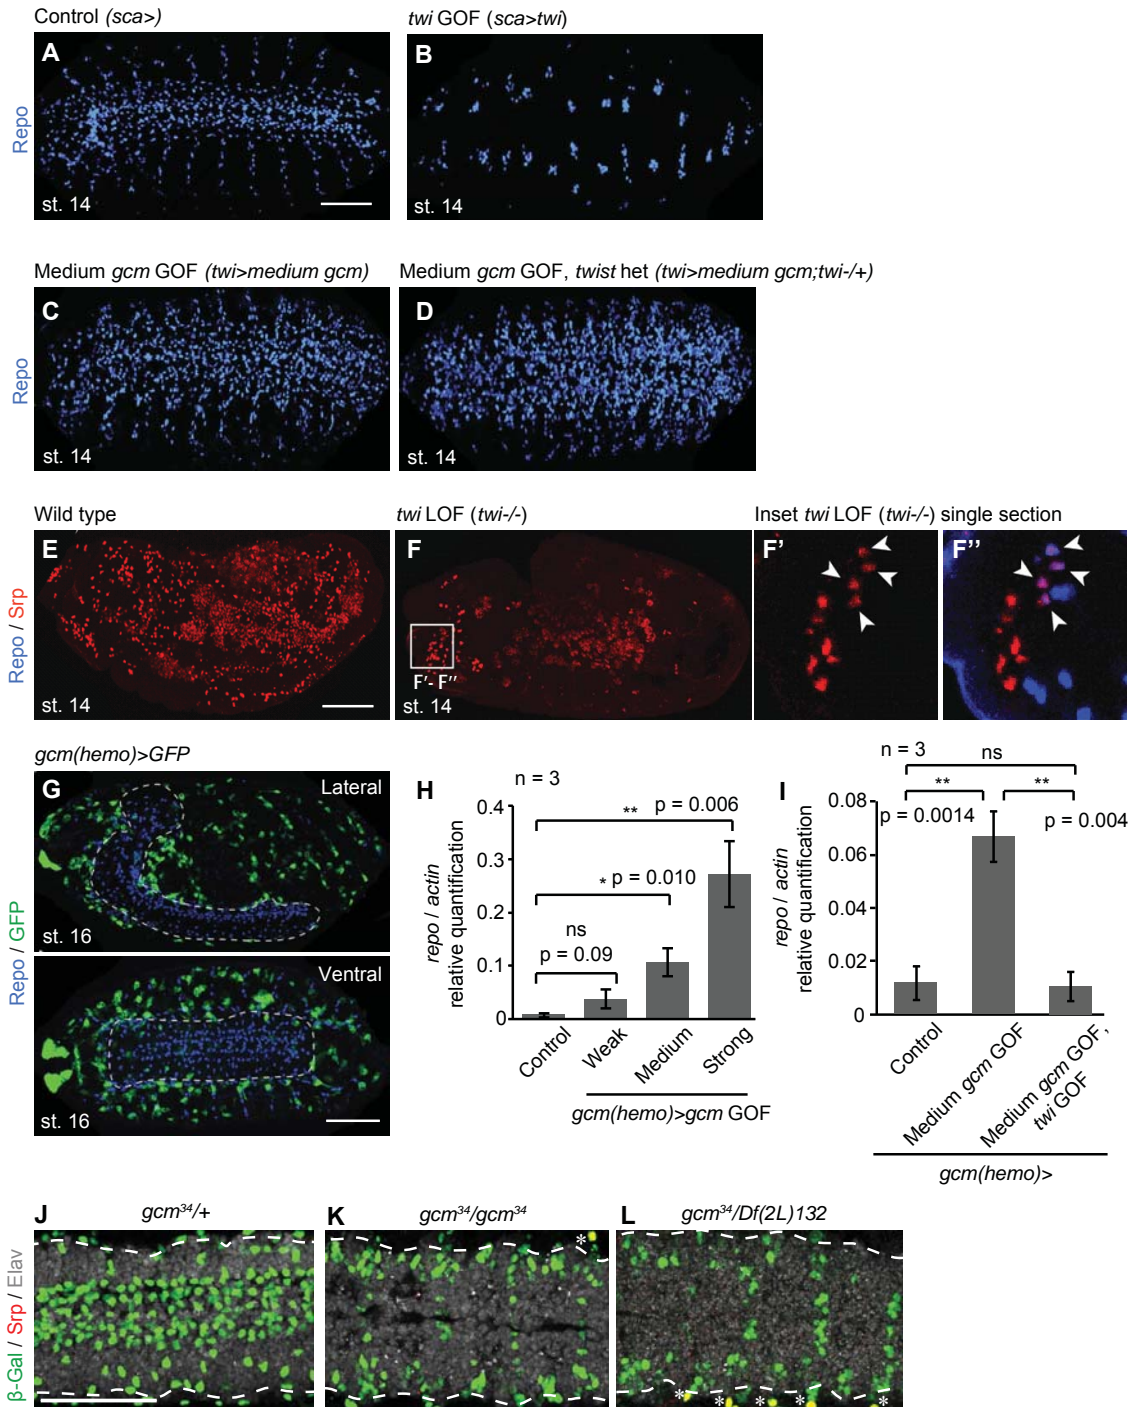 Control (sca>)
twi GOF (sca>twi)
A
B
Repo
st. 14
st. 14
Medium gcm GOF (twi>medium gcm)
Medium gcm GOF, twist het (twi>medium gcm;twi-/+)
C
D
Repo
st. 14
st. 14
Wild type
twi LOF (twi-/-)
Inset twi LOF (twi-/-) single section
E
F
F'
F''
Repo / Srp
F'- F''
st. 14
st. 14
gcm(hemo)>GFP
G
Lateral
st. 16
Repo / GFP
Ventral
st. 16
H
n = 3
repo / actin
relative quantification
0.4
0.3
0.2
0.1
0
** p = 0.006
* p = 0.010
ns
p = 0.09
Control
Weak
Medium
Strong
gcm(hemo)>gcm GOF
I
n = 3
ns
**
**
p = 0.0014
p = 0.004
repo / actin
relative quantification
0.08
0.06
0.04
0.02
0
Control
Medium gcm GOF
Medium gcm GOF,
twi GOF
gcm(hemo)>
J
gcm34/+
K
gcm34/gcm34
L
gcm34/Df(2L)132
β-Gal / Srp / Elav
*
* * * * *